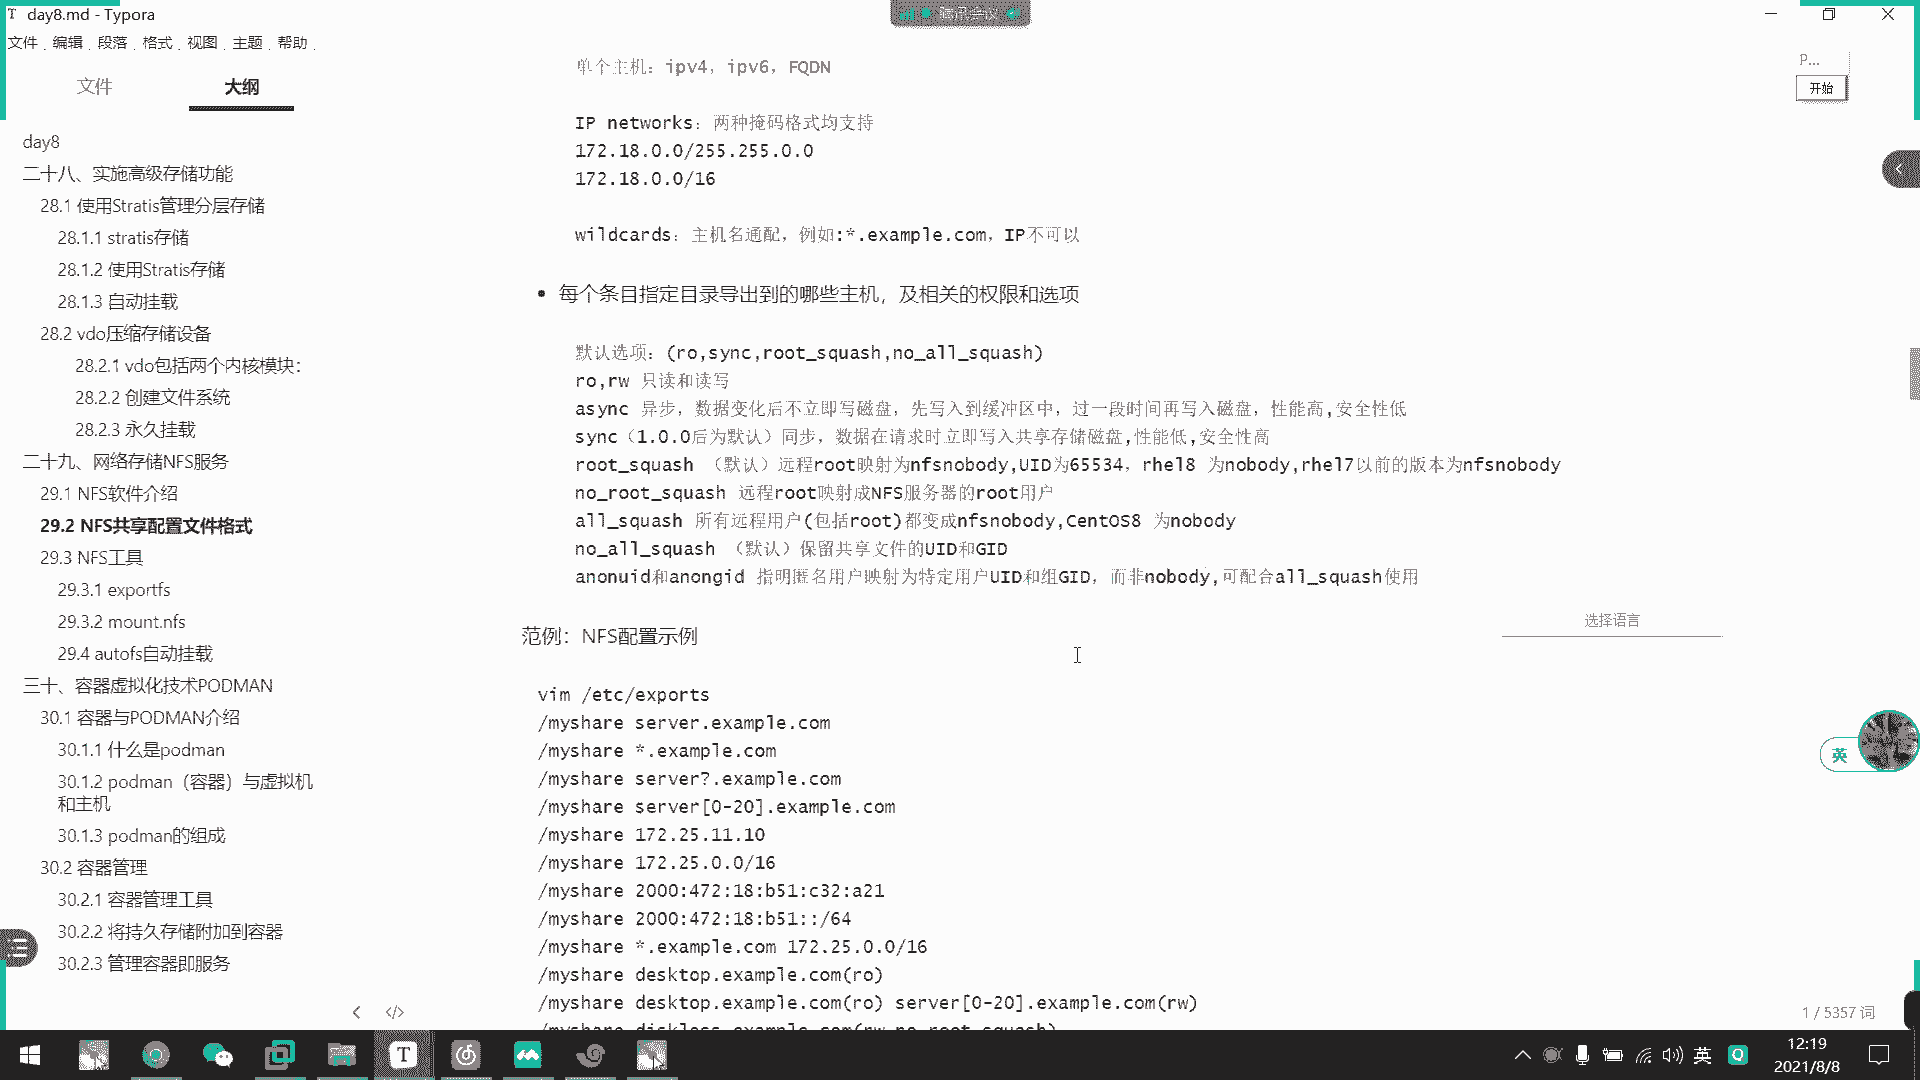 day8.md - Typora
腾讯会议
文件 编辑 段落 格式 视图 主题 帮助
文件 大纲
day8
二十八、实施高级存储功能
28.1 使用Stratis管理分层存储
28.1.1 stratis存储
28.1.2 使用Stratis存储
28.1.3 自动挂载
28.2 vdo压缩存储设备
28.2.1 vdo包括两个内核模块：
28.2.2 创建文件系统
28.2.3 永久挂载
二十九、网络存储NFS服务
29.1 NFS软件介绍
29.2 NFS共享配置文件格式
29.3 NFS工具
29.3.1 exportfs
29.3.2 mount.nfs
29.4 autofs自动挂载
三十、容器虚拟化技术PODMAN
30.1 容器与PODMAN介绍
30.1.1 什么是podman
30.1.2 podman（容器）与虚拟机
和主机
30.1.3 podman的组成
30.2 容器管理
30.2.1 容器管理工具
30.2.2 将持久存储附加到容器
30.2.3 管理容器即服务
单个主机：ipv4，ipv6，FQDN
IP networks：两种掩码格式均支持
172.18.0.0/255.255.0.0
172.18.0.0/16
wildcards：主机名通配，例如:*.example.com，IP不可以
• 每个条目指定目录导出到的哪些主机，及相关的权限和选项
默认选项：(ro,sync,root_squash,no_all_squash)
ro,rw 只读和读写
async 异步，数据变化后不立即写磁盘，先写入到缓冲区中，过一段时间再写入磁盘，性能高,安全性低
sync（1.0.0后为默认）同步，数据在请求时立即写入共享存储磁盘,性能低,安全性高
root_squash （默认）远程root映射为nfsnobody,UID为65534，rhel8 为nobody,rhel7以前的版本为nfsnobody
no_root_squash 远程root映射成NFS服务器的root用户
all_squash 所有远程用户(包括root)都变成nfsnobody,CentOS8 为nobody
no_all_squash （默认）保留共享文件的UID和GID
anonuid和anongid 指明匿名用户映射为特定用户UID和组GID，而非nobody,可配合all_squash使用
选择语言
范例：NFS配置示例
vim /etc/exports
/myshare server.example.com
/myshare *.example.com
/myshare server?.example.com
/myshare server[0-20].example.com
/myshare 172.25.11.10
/myshare 172.25.0.0/16
/myshare 2000:472:18:b51:c32:a21
/myshare 2000:472:18:b51::/64
/myshare *.example.com 172.25.0.0/16
/myshare desktop.example.com(ro)
/myshare desktop.example.com(ro) server[0-20].example.com(rw)
/myshare diskless.example.com(rw,no_root_squash)
P...
开始
英
1 / 5357 词
英
12:19
2021/8/8